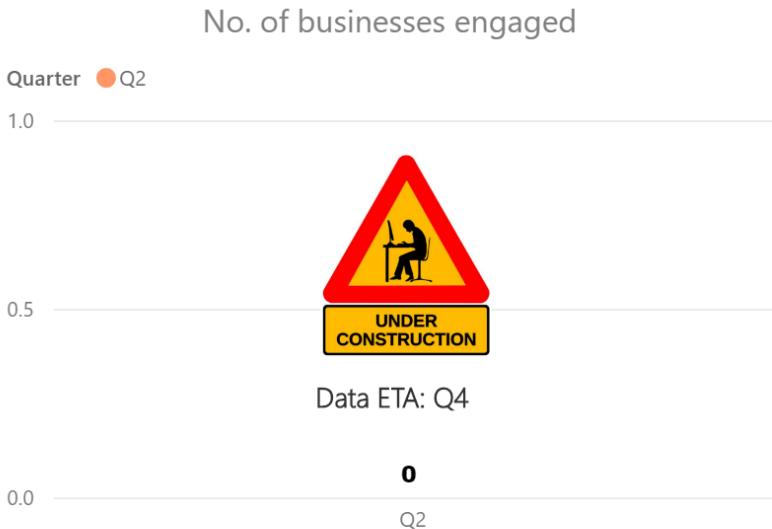 No. of businesses engaged
Quarter Q2
1.0
0.5
UNDER
CONSTRUCTION
Data ETA: Q4
0
0.0
Q2